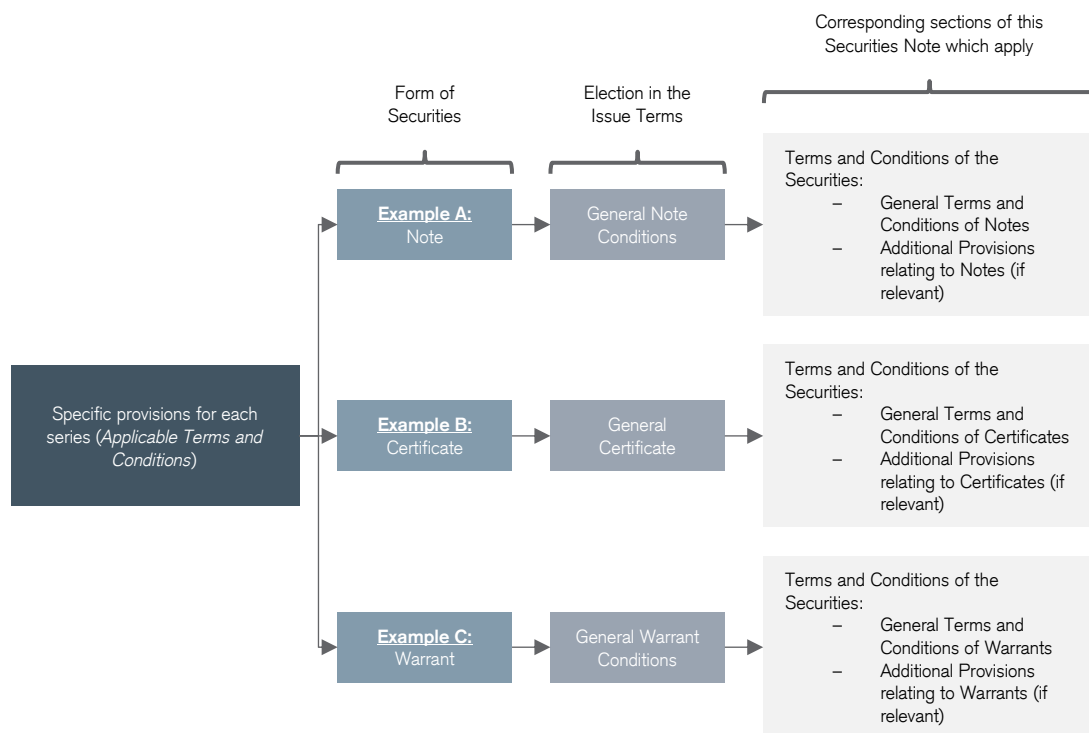 Corresponding sections of this
Securities Note which apply
Form of
Securities
Election in the
Issue Terms
Specific provisions for each
series (Applicable Terms and
Conditions)
Example A:
Note
General Note
Conditions
Terms and Conditions of the
Securities:
– General Terms and
Conditions of Notes
– Additional Provisions
relating to Notes (if
relevant)
Example B:
Certificate
General
Certificate
Terms and Conditions of the
Securities:
– General Terms and
Conditions of Certificates
– Additional Provisions
relating to Certificates (if
relevant)
Example C:
Warrant
General Warrant
Conditions
Terms and Conditions of the
Securities:
– General Terms and
Conditions of Warrants
– Additional Provisions
relating to Warrants (if
relevant)